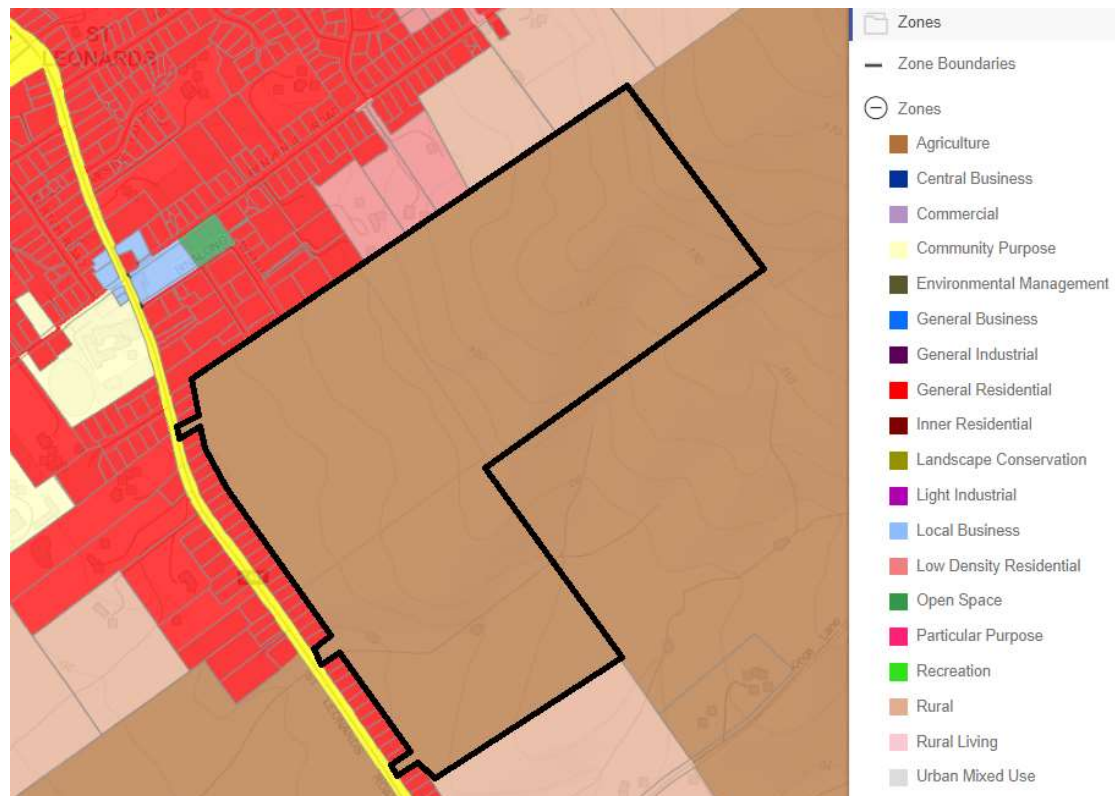 ST
LEONARDS
Zones
Zone Boundaries
Zones
Agriculture
Central Business
Commercial
Community Purpose
Environmental Management
General Business
General Industrial
General Residential
Inner Residential
Landscape Conservation
Light Industrial
Local Business
Low Density Residential
Open Space
Particular Purpose
Recreation
Rural
Rural Living
Urban Mixed Use
LEONARDS
Lane